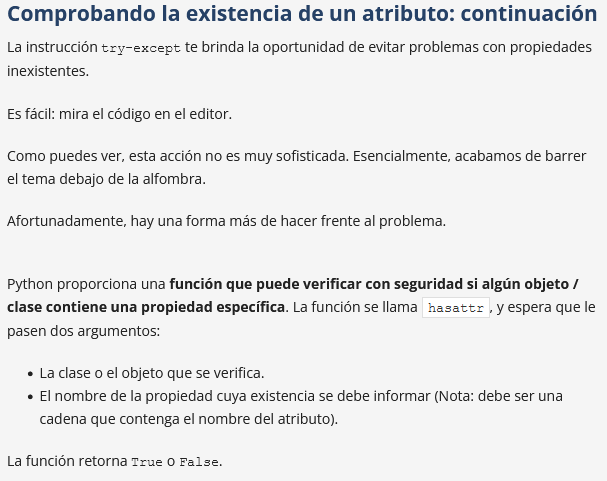 Comprobando la existencia de un atributo: continuación
La instrucción try-except te brinda la oportunidad de evitar problemas con propiedades
inexistentes.
Es fácil: mira el código en el editor.
Como puedes ver, esta acción no es muy sofisticada. Esencialmente, acabamos de barrer
el tema debajo de la alfombra.
Afortunadamente, hay una forma más de hacer frente al problema.
Python proporciona una función que puede verificar con seguridad si algún objeto /
clase contiene una propiedad específica. La función se llama hasattr, y espera que le
pasen dos argumentos:
• La clase o el objeto que se verifica.
• El nombre de la propiedad cuya existencia se debe informar (Nota: debe ser una
cadena que contenga el nombre del atributo).
La función retorna True o False.